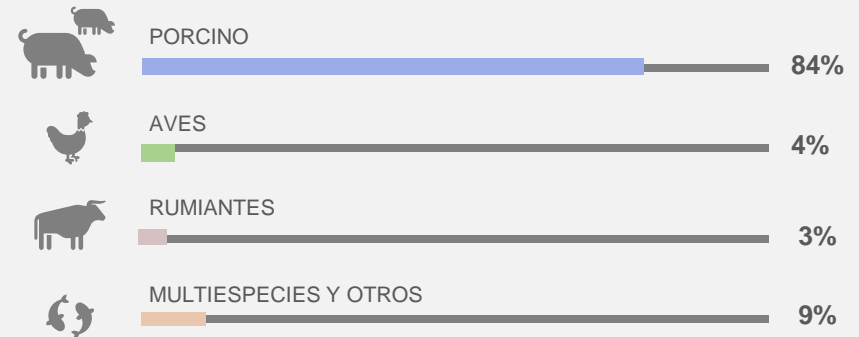 PORCINO
84%
AVES
4%
RUMIANTES
3%
MULTIESPECIES Y OTROS
9%